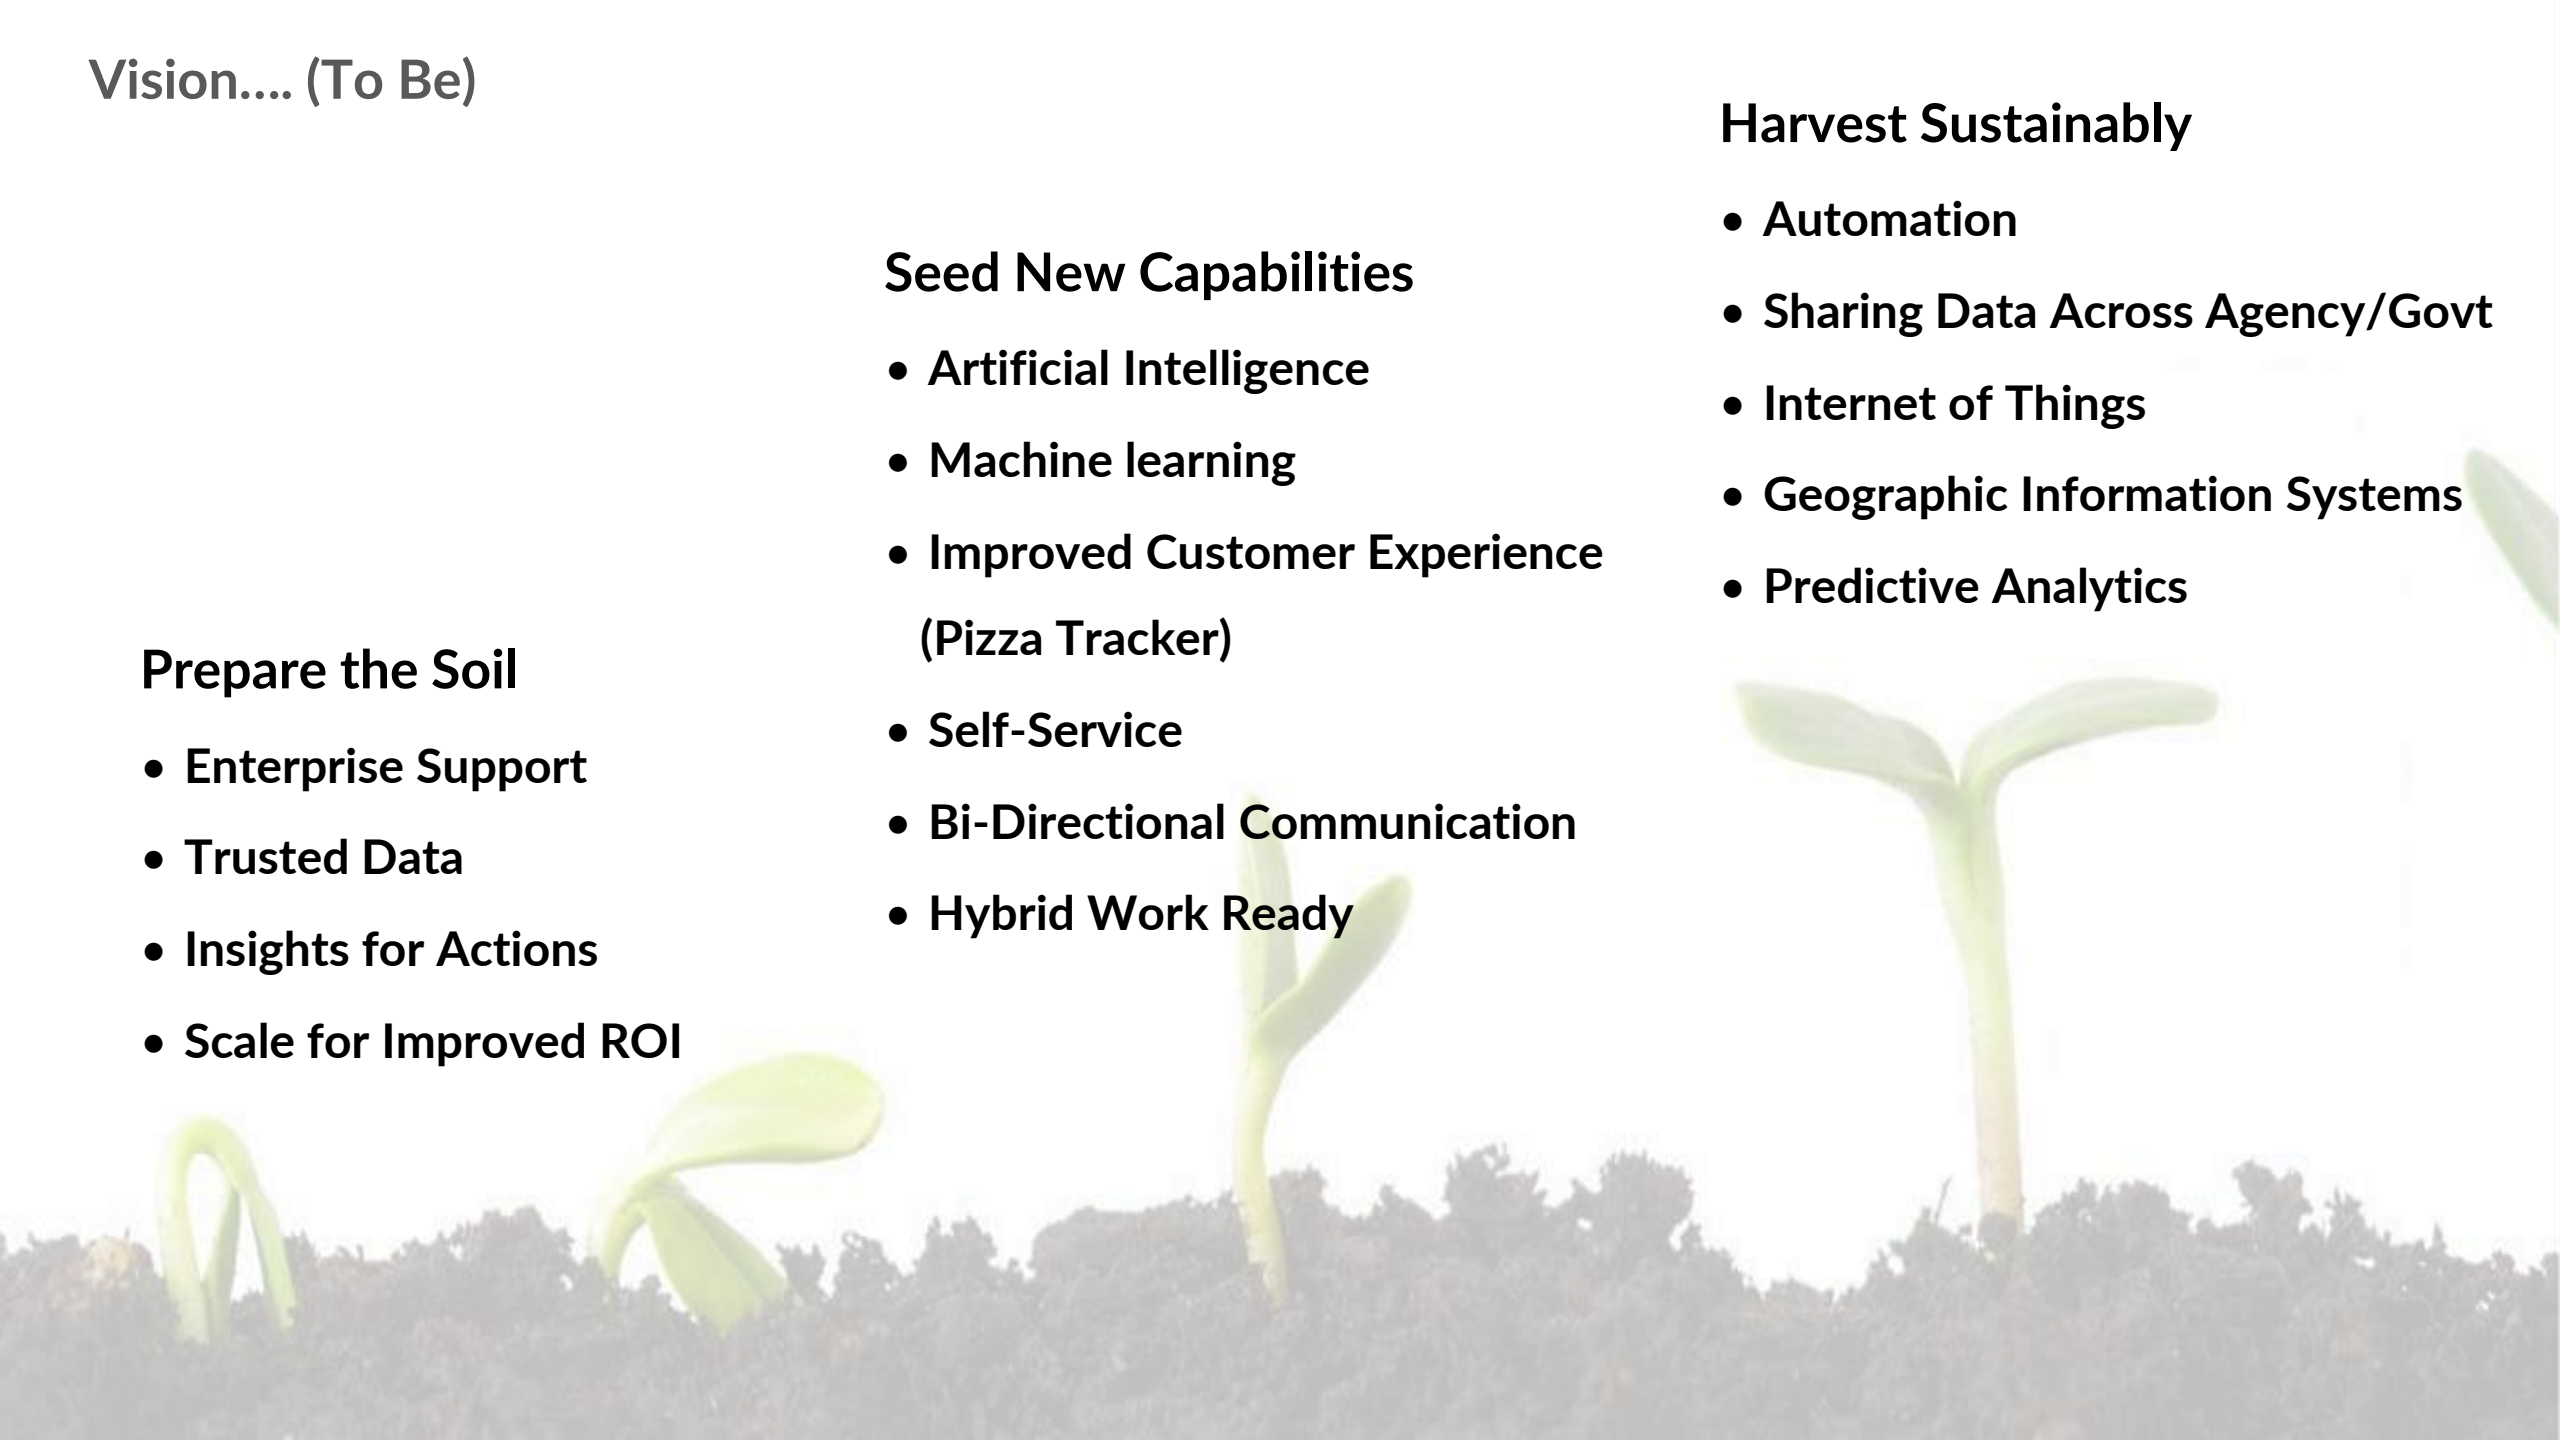 Vision…. (To Be)
Prepare the Soil
• Enterprise Support
• Trusted Data
• Insights for Actions
• Scale for Improved ROI
Seed New Capabilities
• Artificial Intelligence
• Machine learning
• Improved Customer Experience
(Pizza Tracker)
• Self-Service
• Bi-Directional Communication
• Hybrid Work Ready
Harvest Sustainably
• Automation
• Sharing Data Across Agency/Govt
• Internet of Things
• Geographic Information Systems
• Predictive Analytics